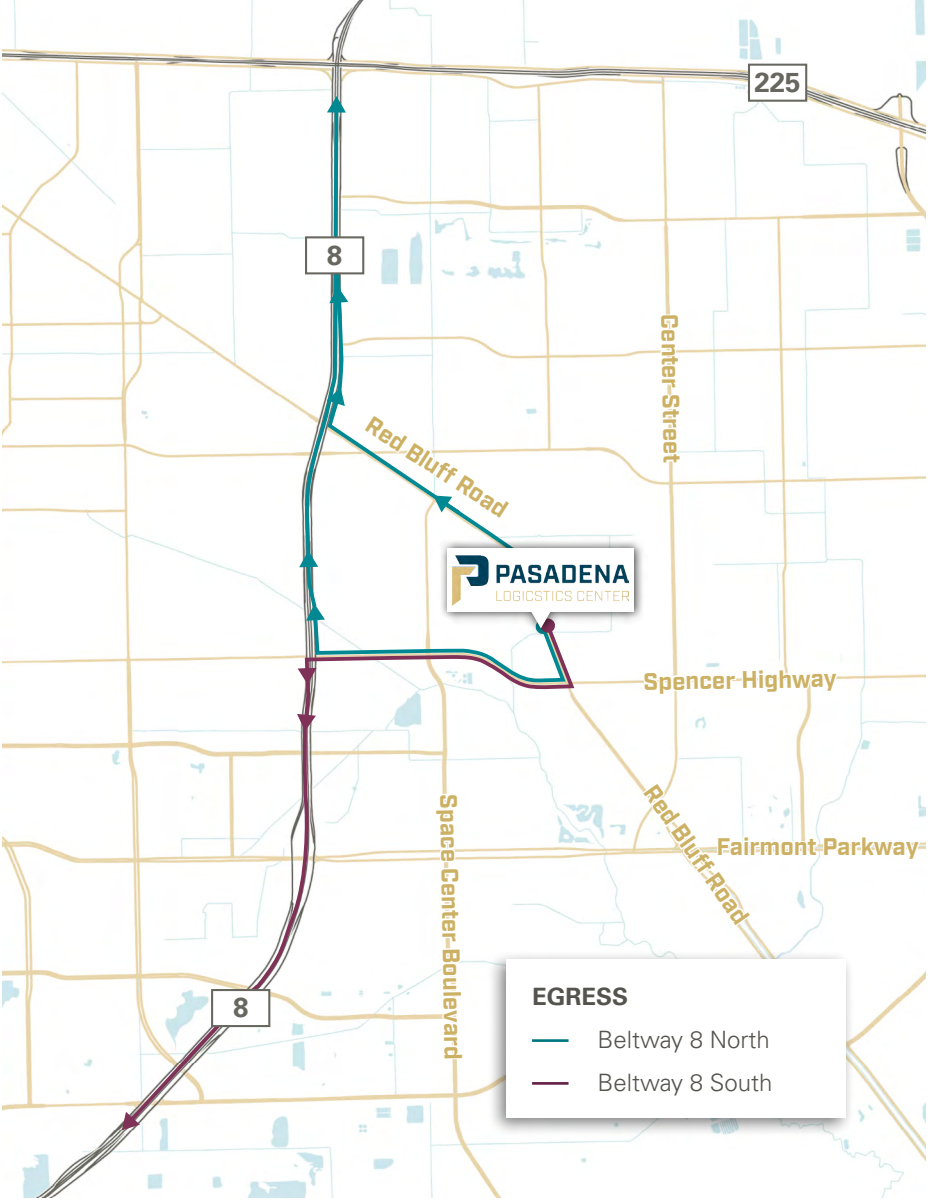 225
8
Center Street
Red Bluff Road
PASADENA
LOGICSTICS CENTER
Spencer Highway
Red Bluff Road
Space Center Boulevard
Fairmont Parkway
8
EGRESS
Beltway 8 North
Beltway 8 South